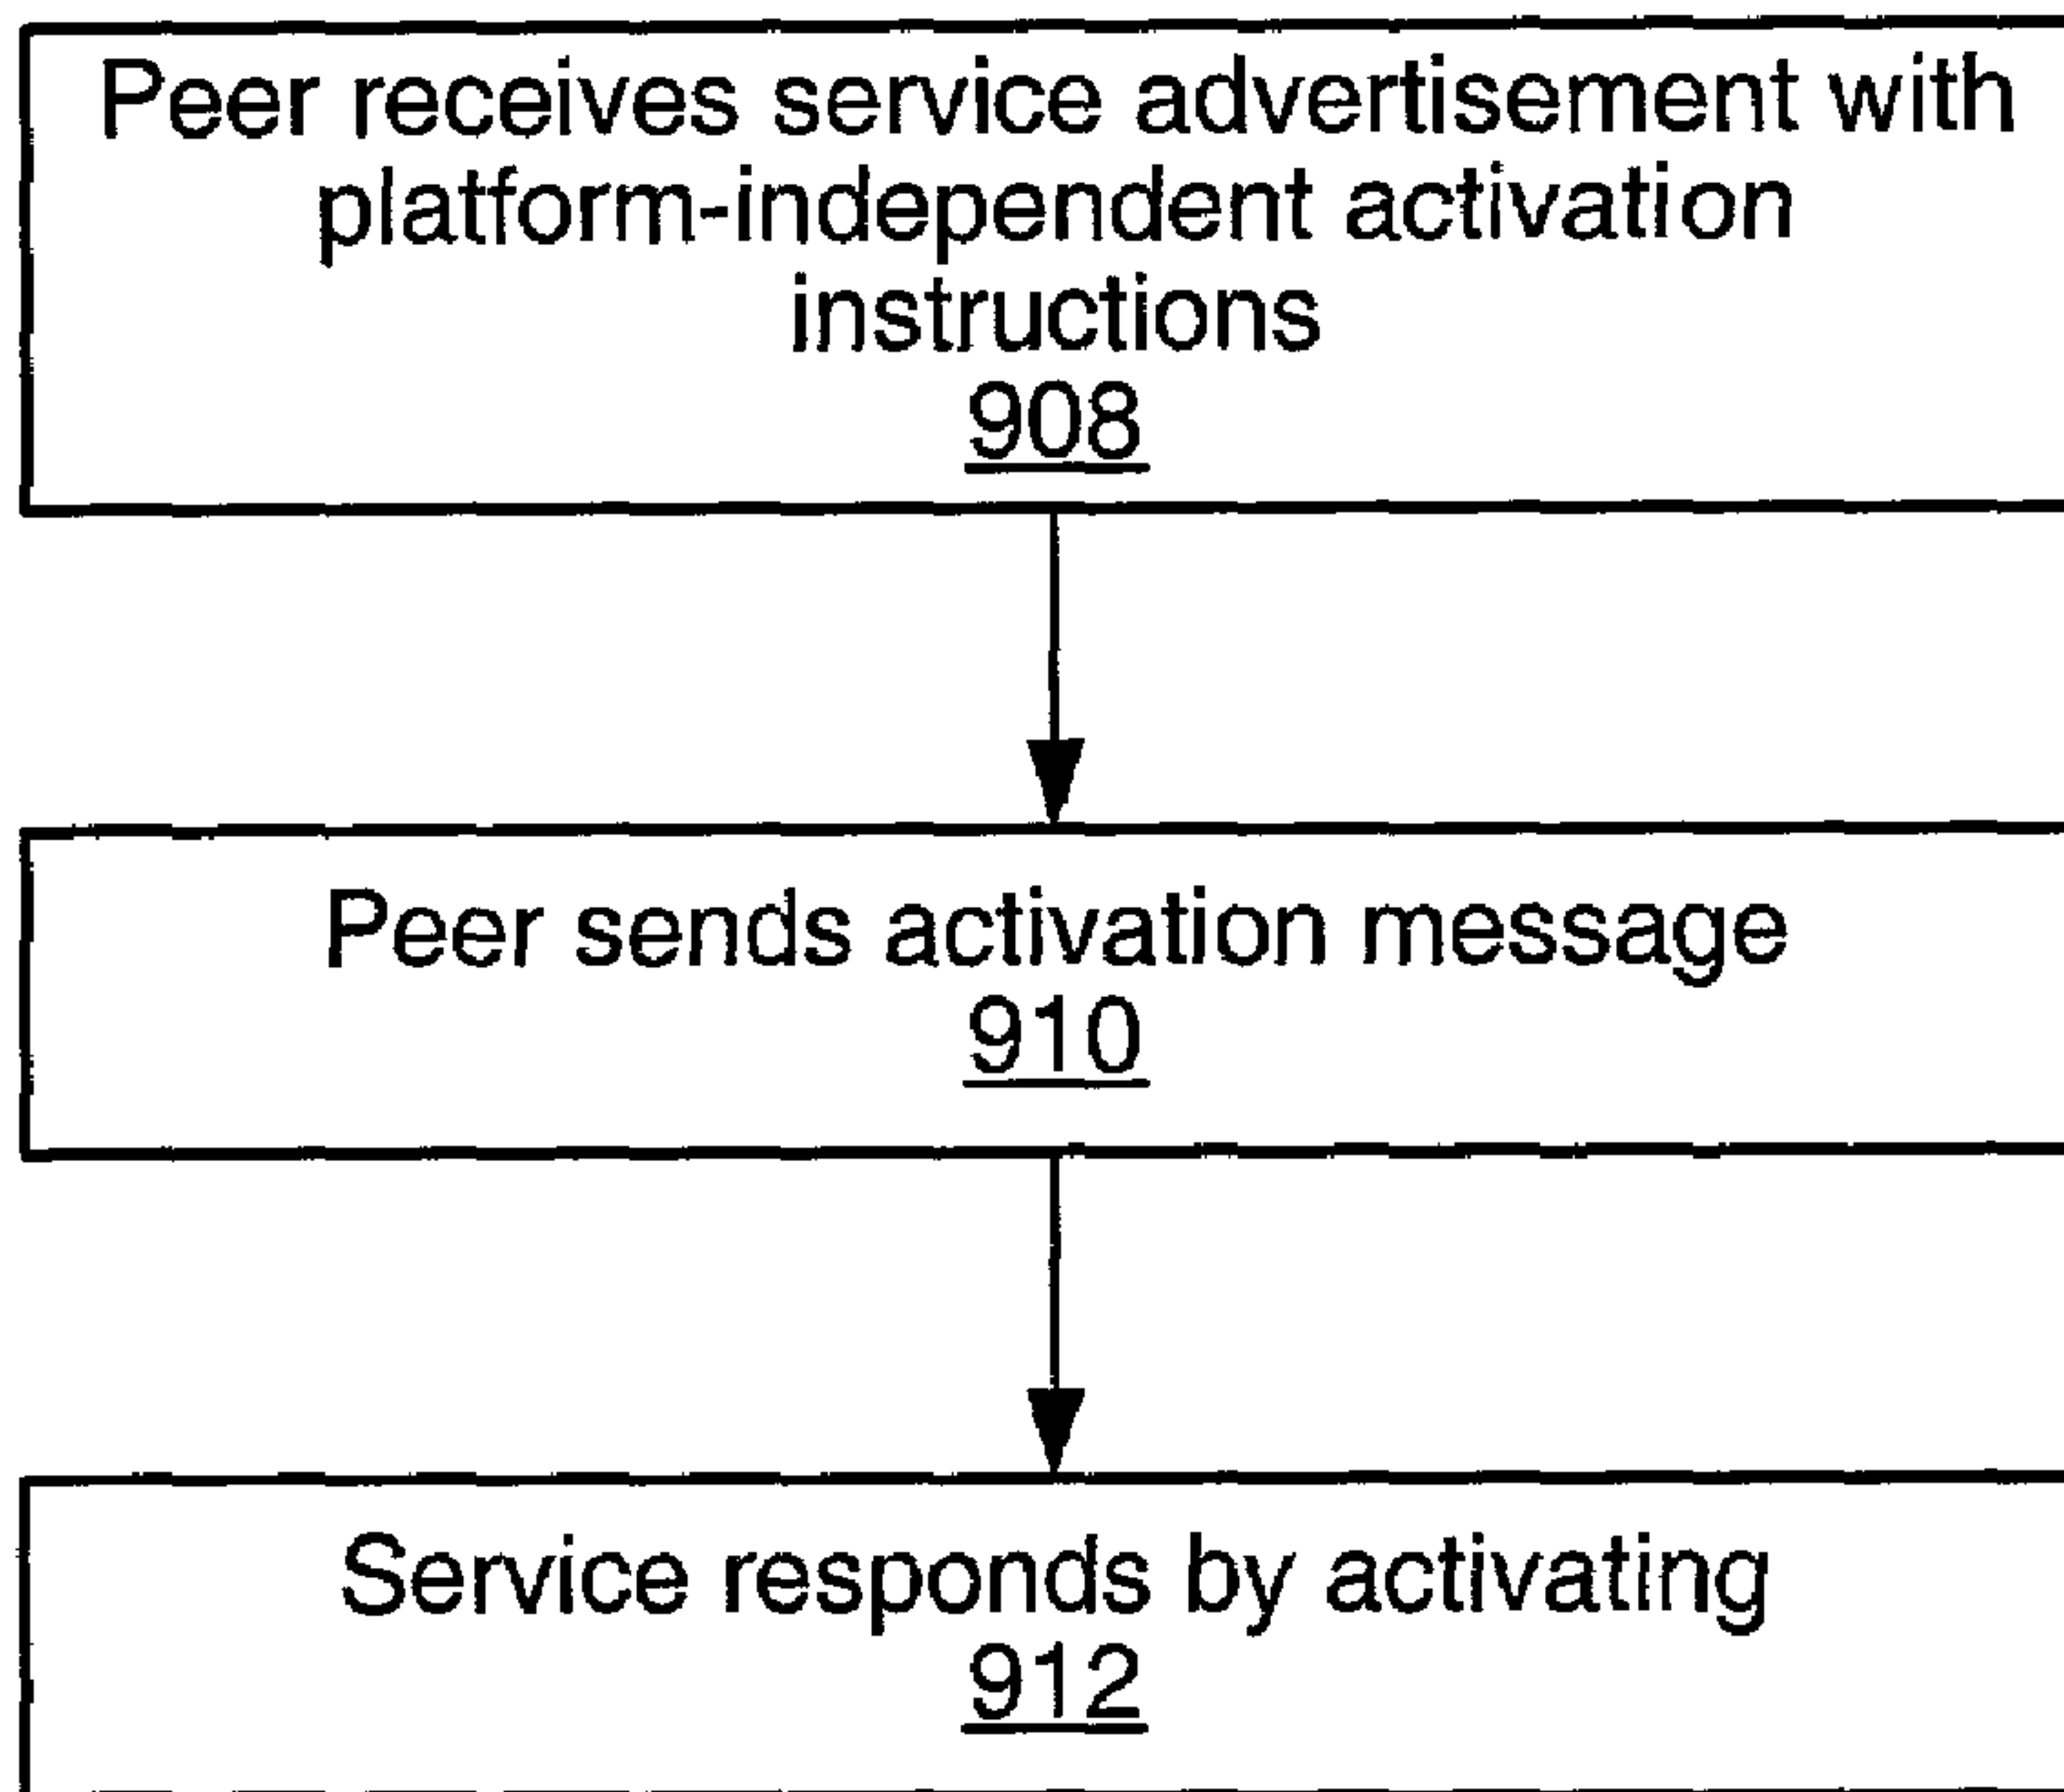 Peer receives service advertisement with
platform-independent activation
instructions
908
Peer sends activation message
910
Service responds by activating
912